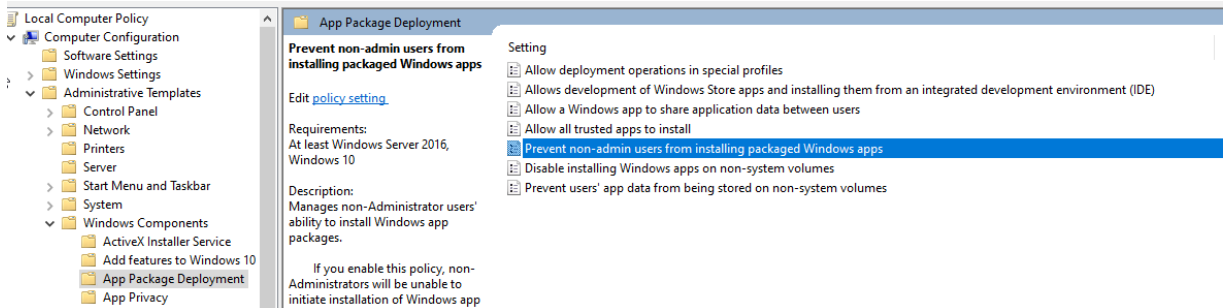 Local Computer Policy
Computer Configuration
Software Settings
Windows Settings
Administrative Templates
Control Panel
Network
Printers
Server
Start Menu and Taskbar
System
Windows Components
ActiveX Installer Service
Add features to Windows 10
App Package Deployment
App Privacy
App Package Deployment
Prevent non-admin users from
installing packaged Windows apps
Edit policy setting
Requirements:
At least Windows Server 2016,
Windows 10
Description:
Manages non-Administrator users'
ability to install Windows app
packages.
If you enable this policy, non-
Administrators will be unable to
initiate installation of Windows app
Setting
Allow deployment operations in special profiles
Allows development of Windows Store apps and installing them from an integrated development environment (IDE)
Allow a Windows app to share application data between users
Allow all trusted apps to install
Prevent non-admin users from installing packaged Windows apps
Disable installing Windows apps on non-system volumes
Prevent users' app data from being stored on non-system volumes